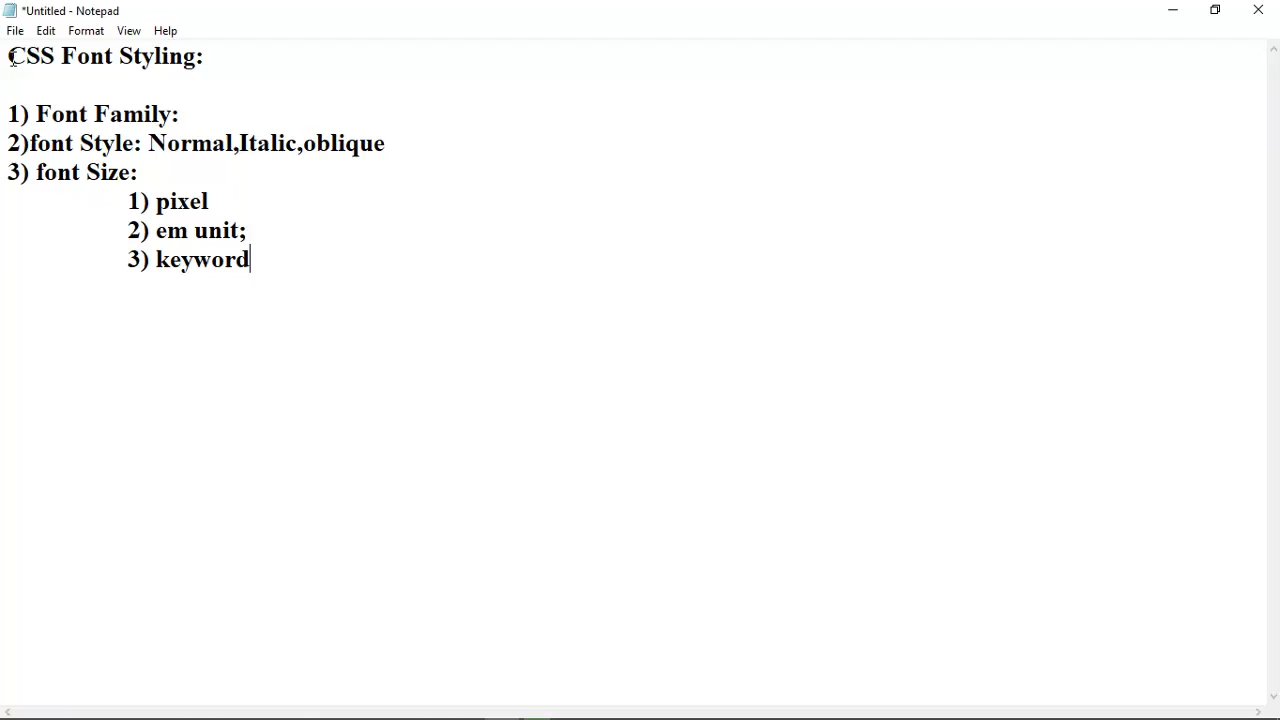 *Untitled - Notepad
File Edit Format View Help
CSS Font Styling:
1) Font Family:
2)font Style: Normal,Italic,oblique
3) font Size:
1) pixel
2) em unit;
3) keyword